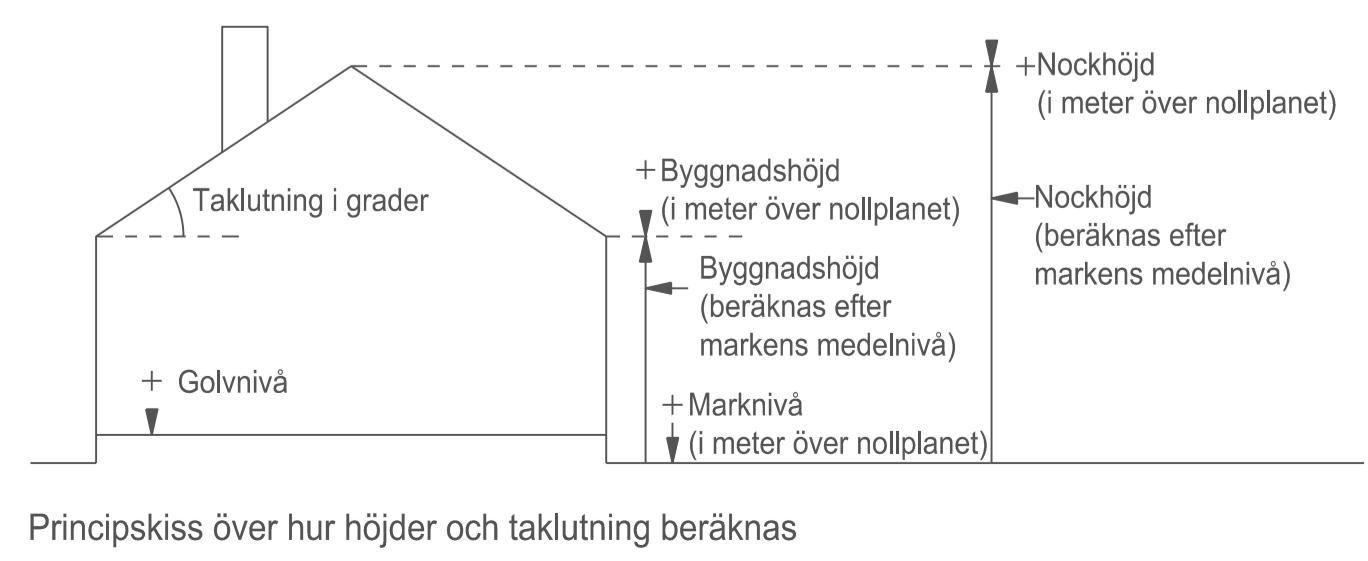 +Nockhöjd
(i meter över nollplanet)
+Byggnadshöjd
(i meter över nollplanet)
Taklutning i grader
Nockhöjd
(beräknas efter
markens medelnivå)
Byggnadshöjd
(beräknas efter
markens medelnivå)
+ Golvnivå
+Marknivå
(i meter över nollplanet)
Principskiss över hur höjder och taklutning beräknas